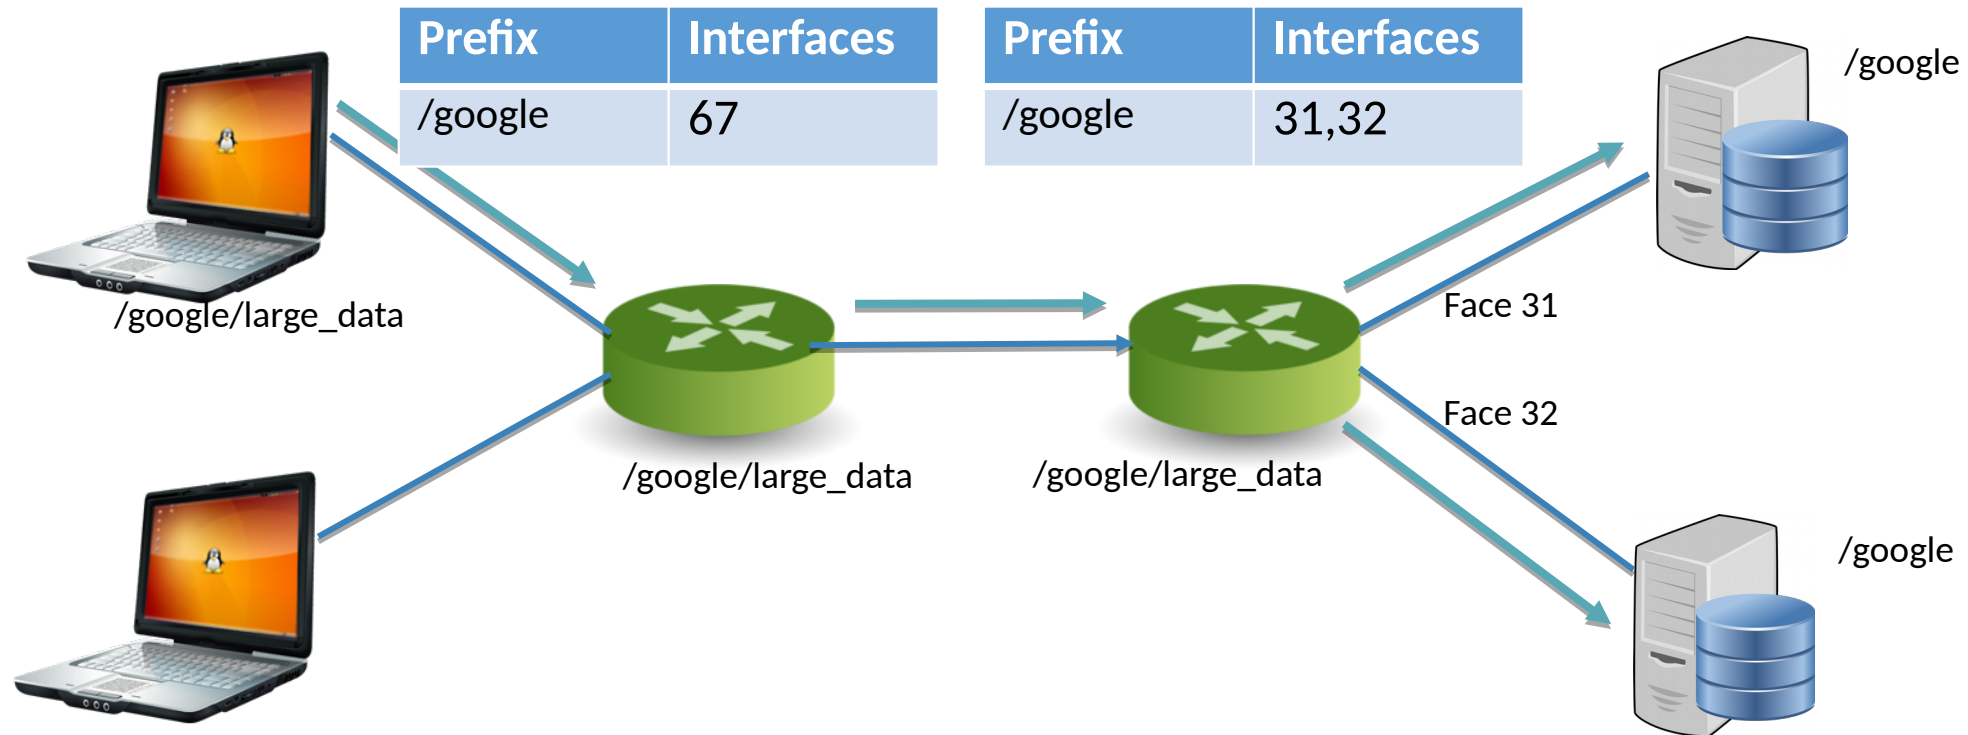 Prefix Interfaces
/google 67
Prefix Interfaces
/google 31,32
/google
/google/large_data
Face 31
Face 32
/google/large_data
/google/large_data
/google